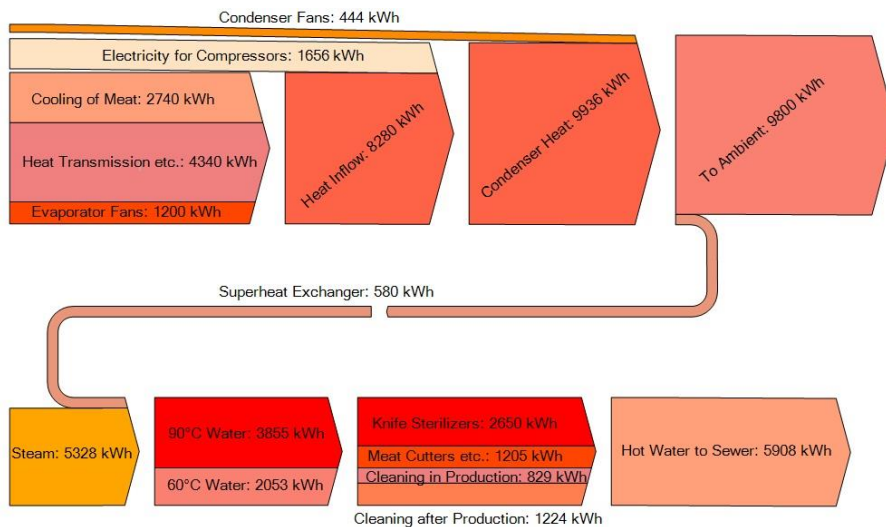 Condenser Fans: 444 kWh
Electricity for Compressors: 1656 kWh
Cooling of Meat: 2740 kWh
Heat Transmission etc.: 4340 kWh
Evaporator Fans: 1200 kWh
Heat Inflow: 8280 kWh
Condenser Heat: 9936 kWh
To Ambient: 9800 kWh
Superheat Exchanger: 580 kWh
Steam: 5328 kWh
90°C Water: 3855 kWh
60°C Water: 2053 kWh
Knife Sterilizers: 2650 kWh
Meat Cutters etc.: 1205 kWh
Cleaning in Production: 829 kWh
Cleaning after Production: 1224 kWh
Hot Water to Sewer: 5908 kWh